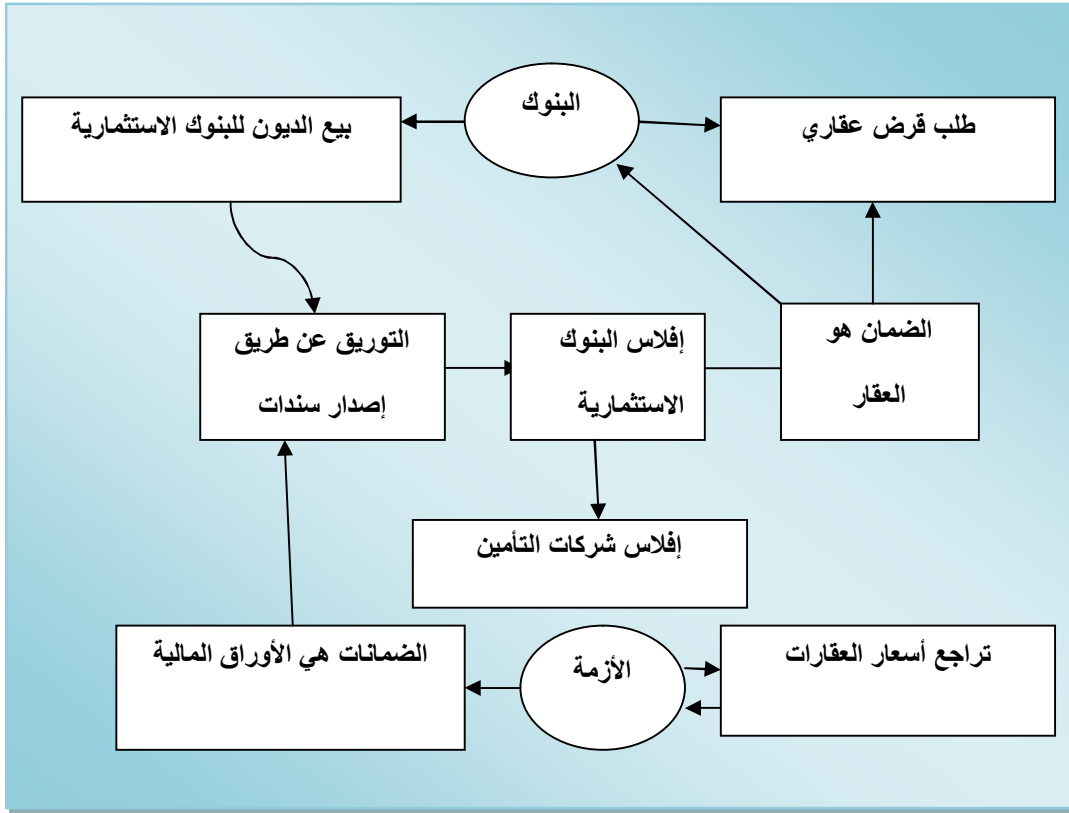 البنوك
طلب قرض عقاري
بيع الديون للبنوك الاستثمارية
الضمان هو
العقار
إفلاس البنوك
الاستثمارية
التوريق عن طريق
إصدار سندات
إفلاس شركات التأمين
تراجع أسعار العقارات
الأزمة
الضمانات هي الأوراق المالية